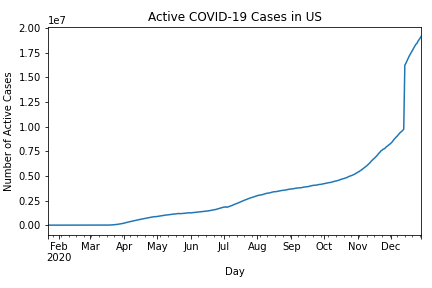 Active COVID-19 Cases in US
1e7
2.00
1.75
1.50
1.25
1.00
0.75
0.50
0.25
0.00
Number of Active Cases
Feb Mar Apr May Jun Jul Aug Sep Oct Nov Dec
2020
Day